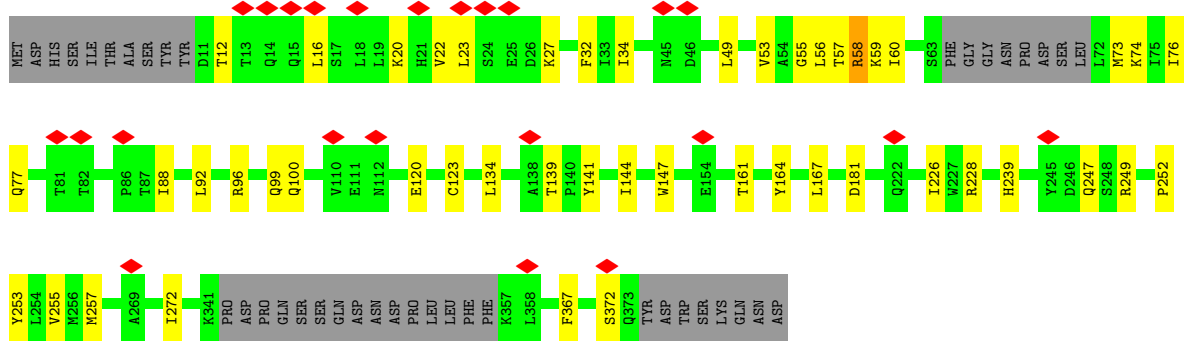 MET ASP HIS SER ILE THR ALA SER TYR TYR D11 T12 T13 Q14 Q15 L16 S17 L18 L19 K20 H21 V22 L23 S24 E25 D26 K27 F32 I33 I34 N45 D46 L49 V53 A54 G55 L56 T57 R58 K59 I60 S63 PHE GLY GLY ASN PRO ASP SER LEU L72 M73 K74 I75 I76
Q77 T81 T82 P86 T87 I88 L92 R96 Q99 Q100 V110 E111 N112 E120 C123 L134 A138 T139 P140 Y141 I144 W147 E154 T161 Y164 L167 D181 Q222 I226 W227 R228 H239 Y245 D246 Q247 S248 R249 P252
Y253 L254 V255 M256 M257 A269 I272 K341 PRO ASP PRO GLN SER SER GLN ASP ASN ASP PRO LEU LEU PHE PHE K357 L358 F367 S372 Q373 TYR ASP TRP SER LYS GLN ASN ASP